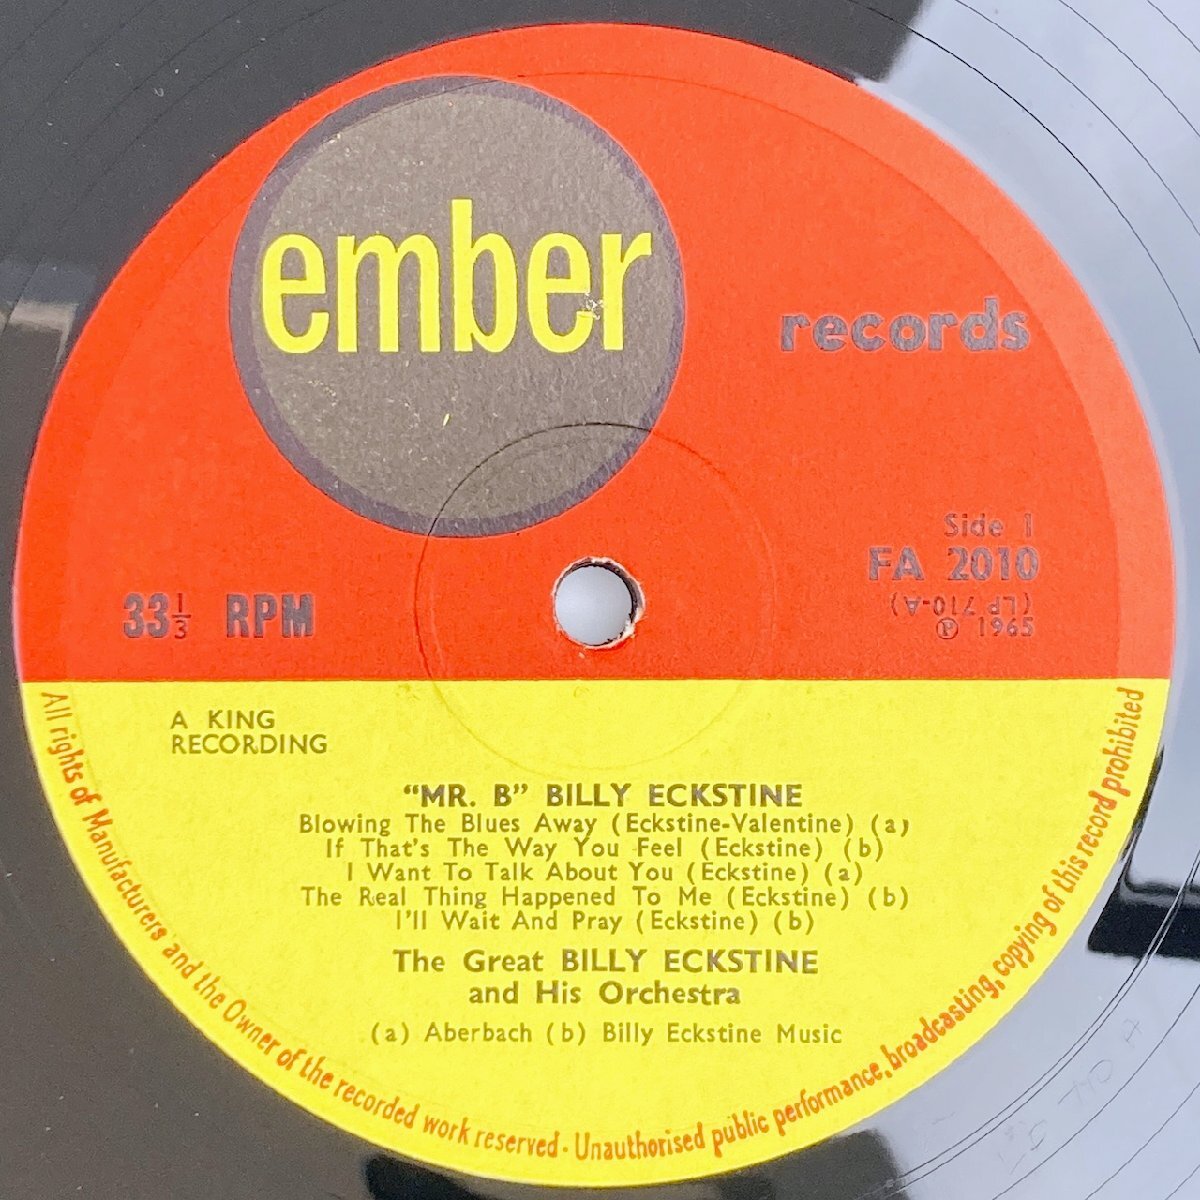 ember
records
Side 1
FA 2010
(LP 710-A)
℗ 1965
33⅓ RPM
A KING
RECORDING
“MR. B” BILLY ECKSTINE
Blowing The Blues Away (Eckstine-Valentine) (a)
If That's The Way You Feel (Eckstine) (b)
I Want To Talk About You (Eckstine) (a)
The Real Thing Happened To Me (Eckstine) (b)
I'll Wait And Pray (Eckstine) (b)
The Great BILLY ECKSTINE
and His Orchestra
(a) Aberbach (b) Billy Eckstine Music
All rights of Manufacturers and the Owner of the recorded work reserved · Unauthorised public performance, broadcasting, copying of this record prohibited